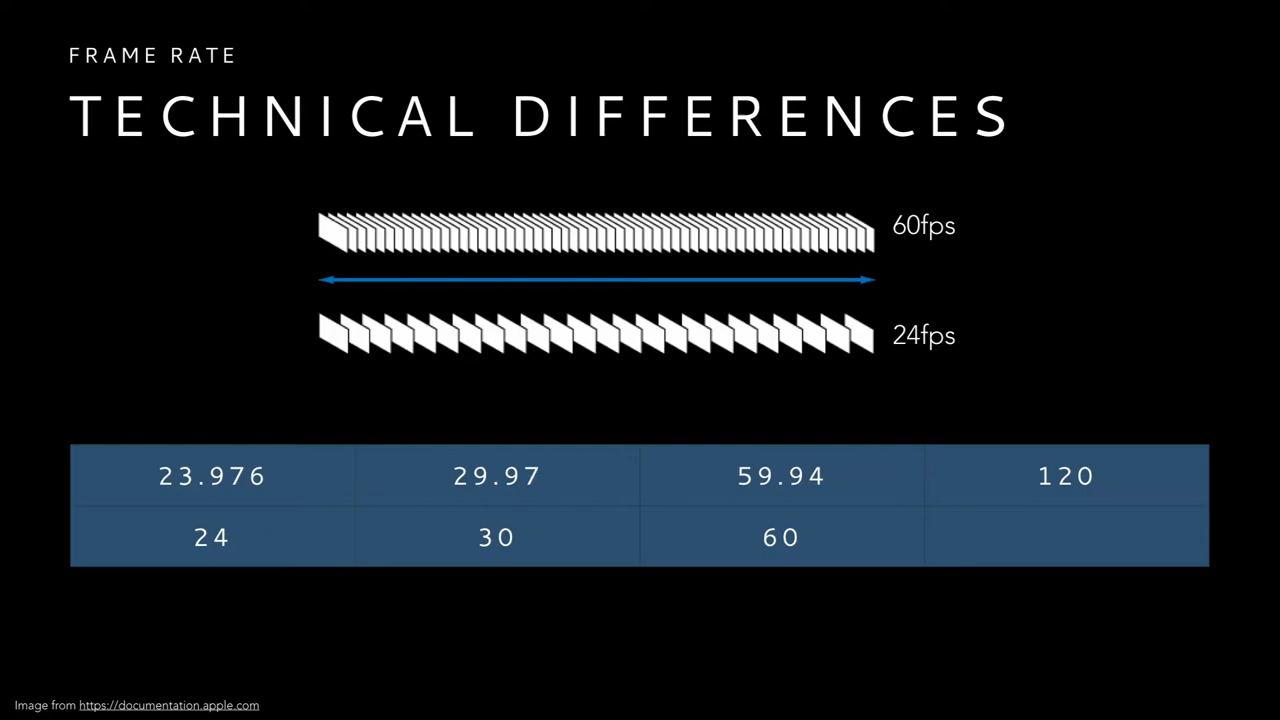 FRAME RATE
TECHNICAL DIFFERENCES
60fps
24fps
23.976 29.97 59.94 120
24 30 60
Image from https://documentation.apple.com